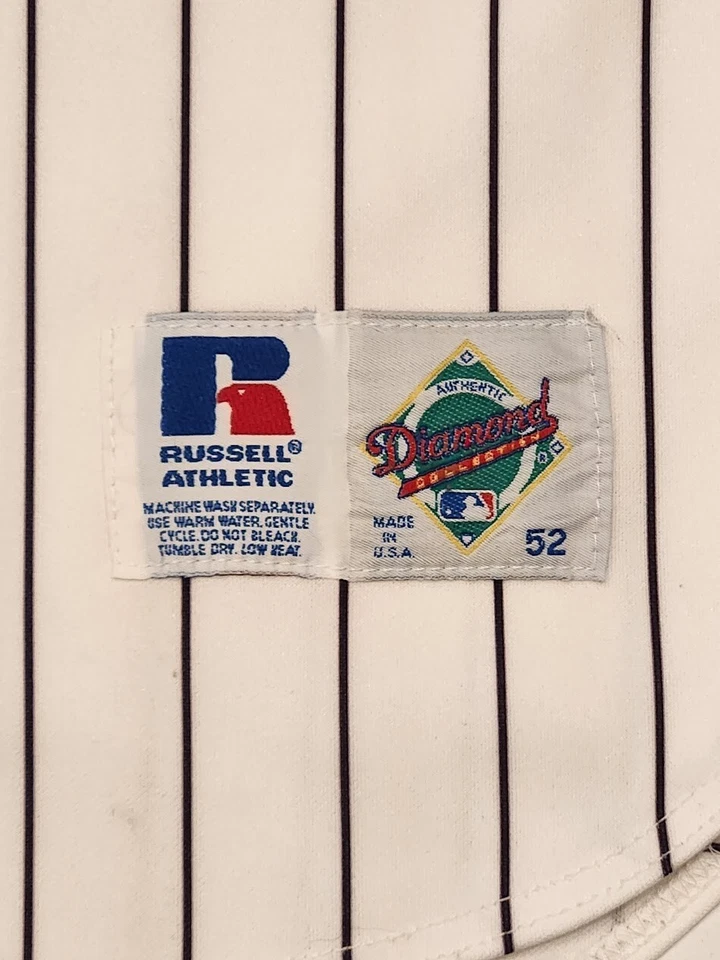 RUSSELL®
ATHLETIC
MACHINE WASH SEPARATELY.
USE WARM WATER. GENTLE
CYCLE. DO NOT BLEACH.
TUMBLE DRY. LOW HEAT.
AUTHENTIC
Diamond
COLLECTION
MADE
IN
U.S.A.
52